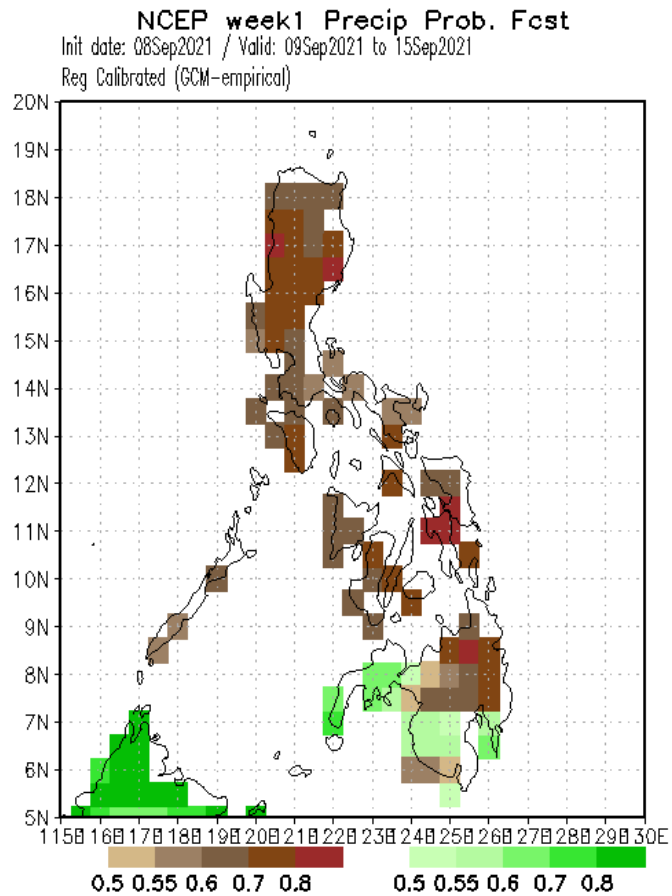 NCEP week1 Precip Prob. Fcst
Init date: 08Sep2021 / Valid: 09Sep2021 to 15Sep2021
Reg Calibrated (GCM-empirical)
20N
19N
18N
17N
16N
15N
14N
13N
12N
11N
10N
9N
8N
7N
6N
5N
30E
0.5 0.55 0.6 0.7 0.8
0.5 0.55 0.6 0.7 0.8